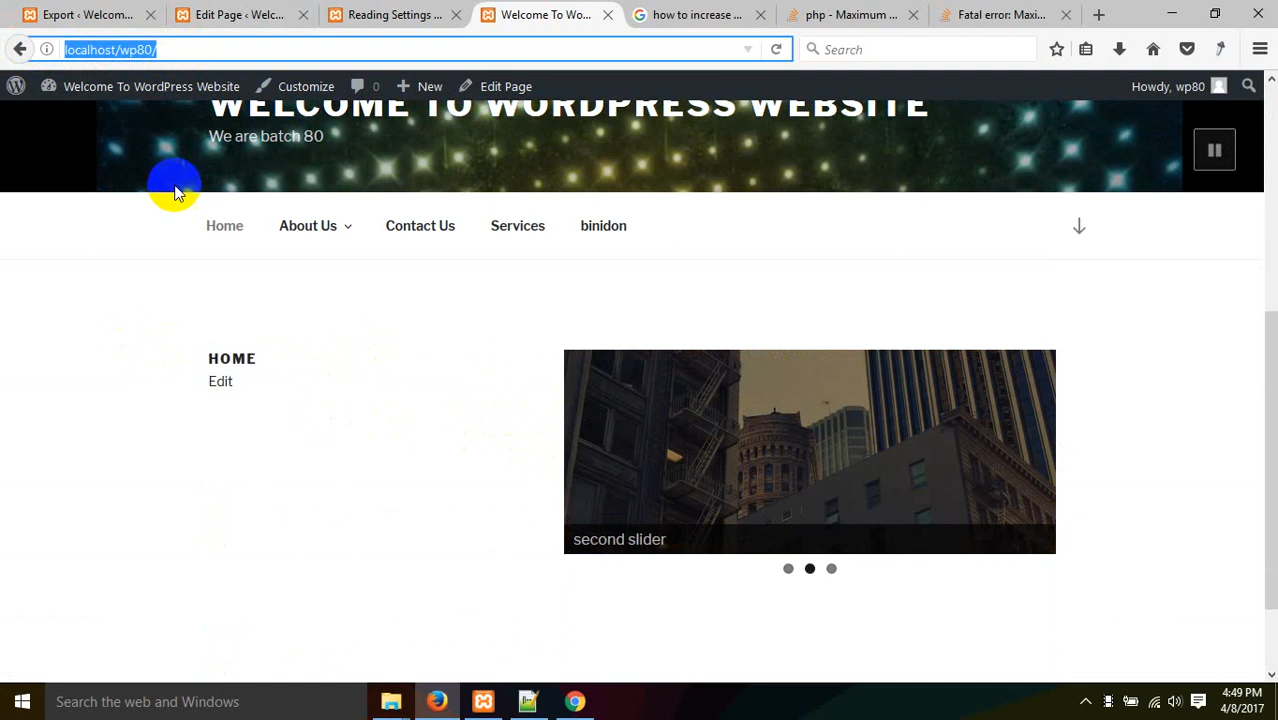 Export ‹ Welcom...
Edit Page ‹ Welc...
Reading Settings ...
Welcome To Wo...
how to increase ...
php - Maximum ...
Fatal error: Maxi...
localhost/wp80/
Search
Welcome To WordPress Website
Customize
0
New
Edit Page
Howdy, wp80
WELCOME TO WORDPRESS WEBSITE
We are batch 80
Home
About Us
Contact Us
Services
binidon
HOME
Edit
second slider
Search the web and Windows
4:49 PM
4/8/2017